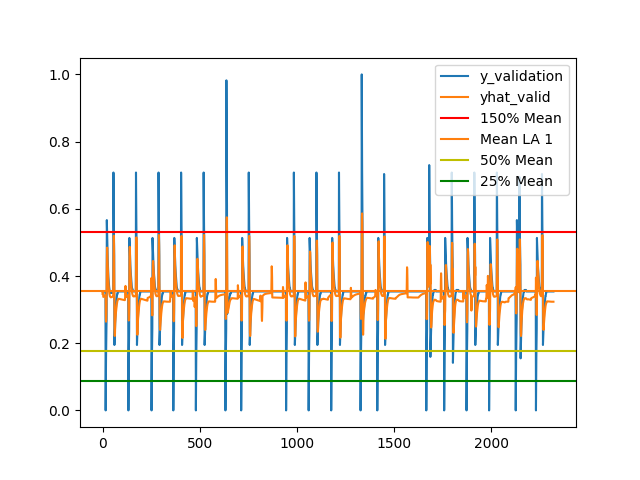 1.0
0.8
0.6
0.4
0.2
0.0
0
500
1000
1500
2000
y_validation
yhat_valid
150% Mean
Mean LA 1
50% Mean
25% Mean